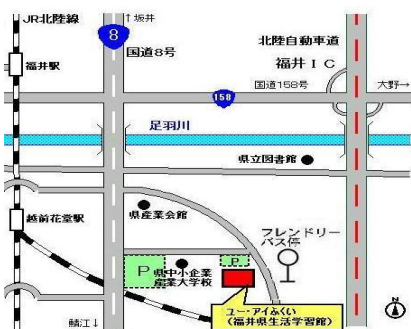 JR北陸線
↑坂井
8
国道8号
北陸自動車道
福井IC
福井駅
国道158号
大野→
158
足羽川
県立図書館
県産業会館
越前花堂駅
フレンドリー
バス停
P
P
県中小企業
産業大学校
ユー・アイふくい
(福井県生活学習館)
鯖江↓
N